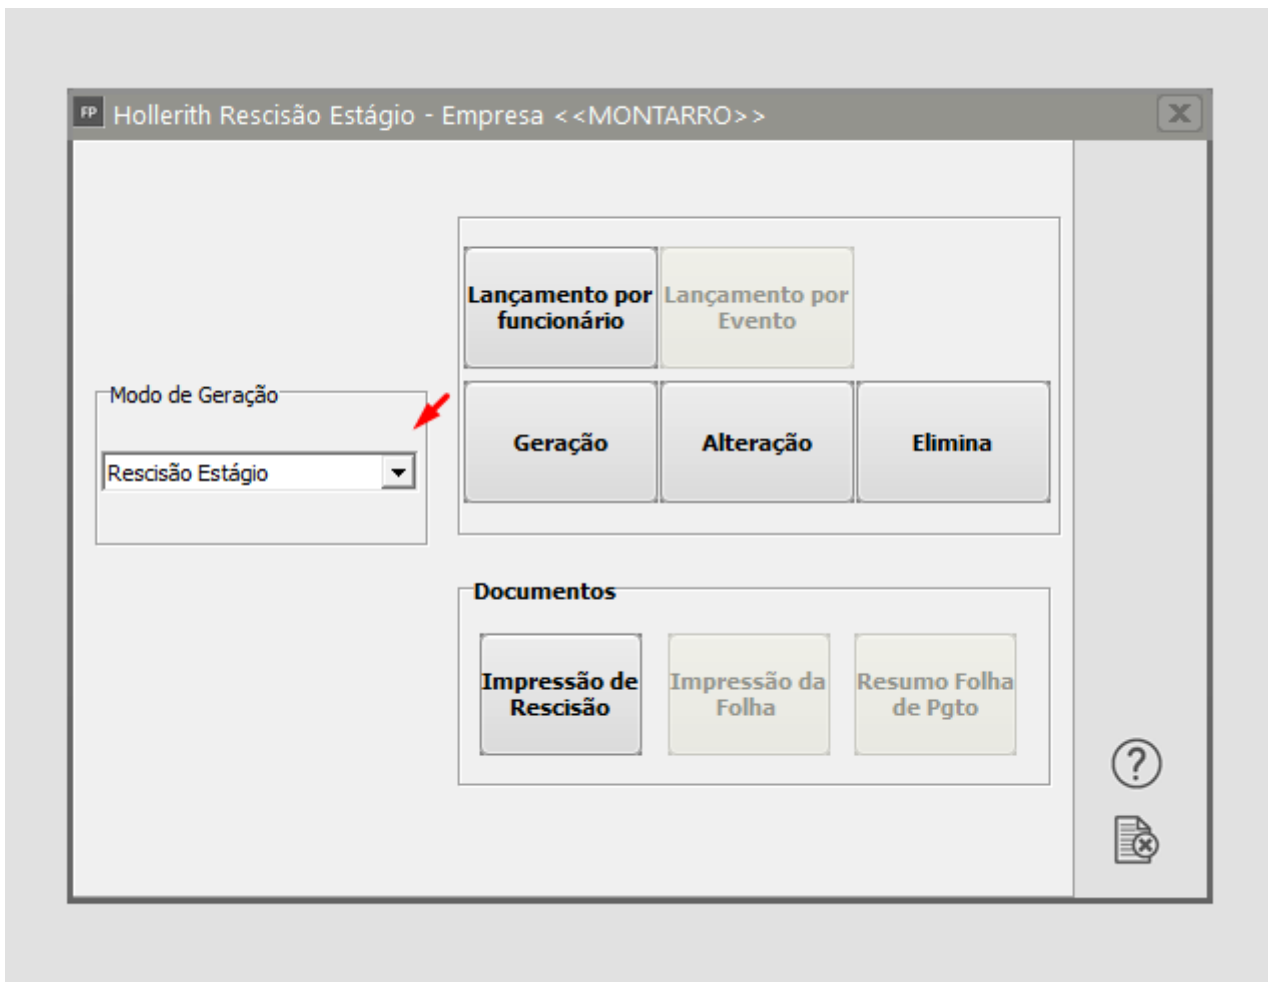 FP Hollerith Rescisão Estágio - Empresa <<MONTARRO>>
Lançamento por
funcionário
Lançamento por
Evento
Modo de Geração
Rescisão Estágio
Geração
Alteração
Elimina
Documentos
Impressão de
Rescisão
Impressão da
Folha
Resumo Folha
de Pgto
?